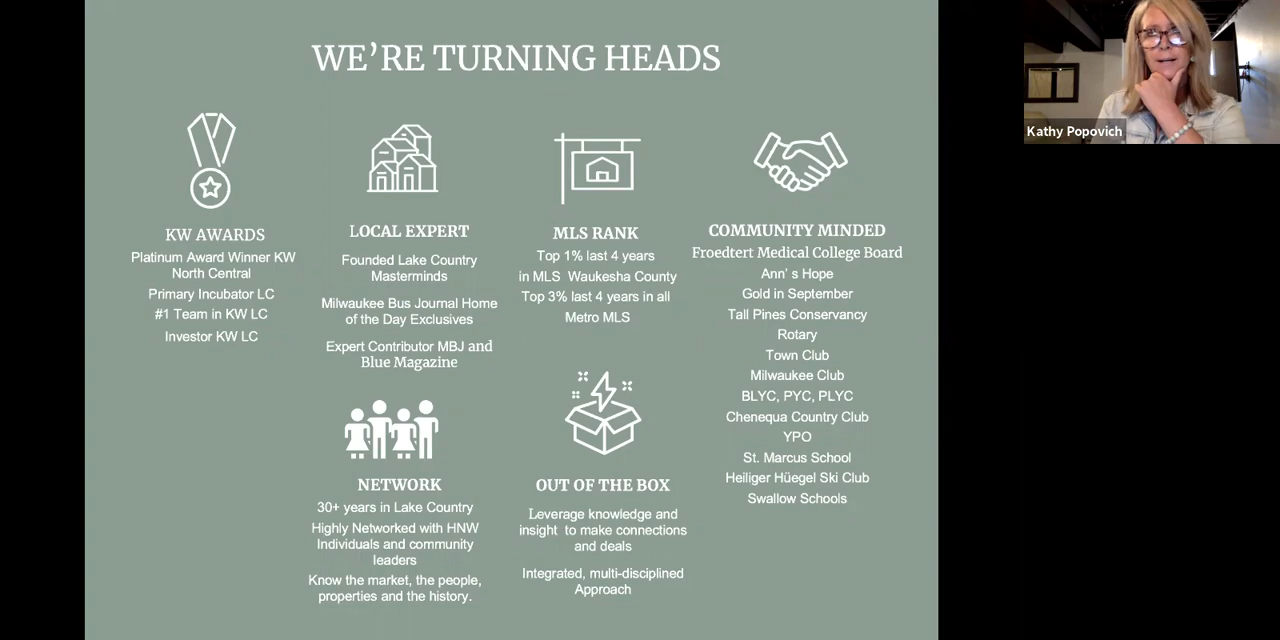 WE'RE TURNING HEADS
KW AWARDS
Platinum Award Winner KW
North Central
Primary Incubator LC
#1 Team in KW LC
Investor KW LC
LOCAL EXPERT
Founded Lake Country
Masterminds
Milwaukee Bus Journal Home
of the Day Exclusives
Expert Contributor MBJ and
Blue Magazine
MLS RANK
Top 1% last 4 years
in MLS Waukesha County
Top 3% last 4 years in all
Metro MLS
COMMUNITY MINDED
Froedtert Medical College Board
Ann' s Hope
Gold in September
Tall Pines Conservancy
Rotary
Town Club
Milwaukee Club
BLYC, PYC, PLYC
Chenequa Country Club
YPO
St. Marcus School
Heiliger Hüegel Ski Club
Swallow Schools
NETWORK
30+ years in Lake Country
Highly Networked with HNW
Individuals and community
leaders
Know the market, the people,
properties and the history.
OUT OF THE BOX
Leverage knowledge and
insight to make connections
and deals
Integrated, multi-disciplined
Approach
Kathy Popovich